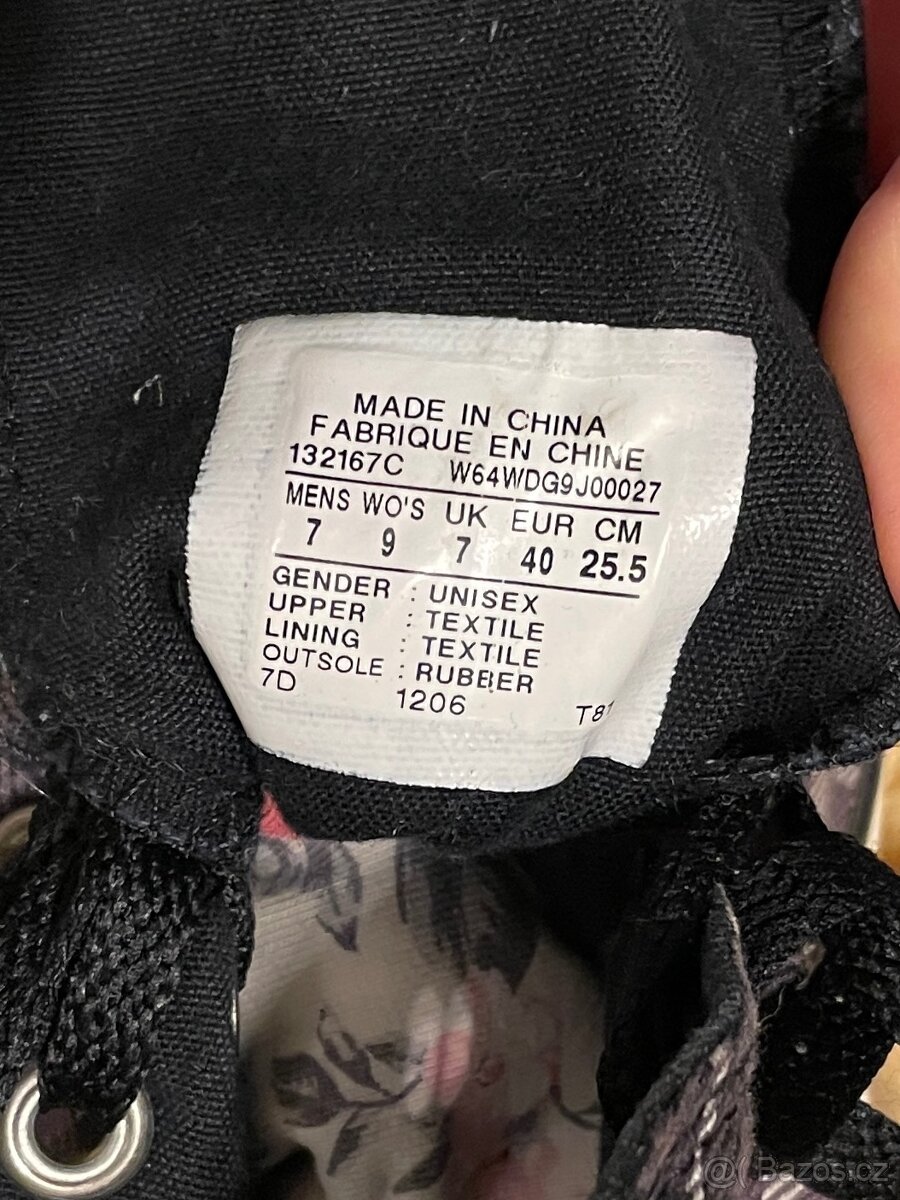 MADE IN CHINA
FABRIQUE EN CHINE
132167C W64WDG9J00027
MENS WO'S UK EUR CM
7 9 7 40 25.5
GENDER : UNISEX
UPPER : TEXTILE
LINING : TEXTILE
OUTSOLE : RUBBER
7D 1206
@( Bazos.cz